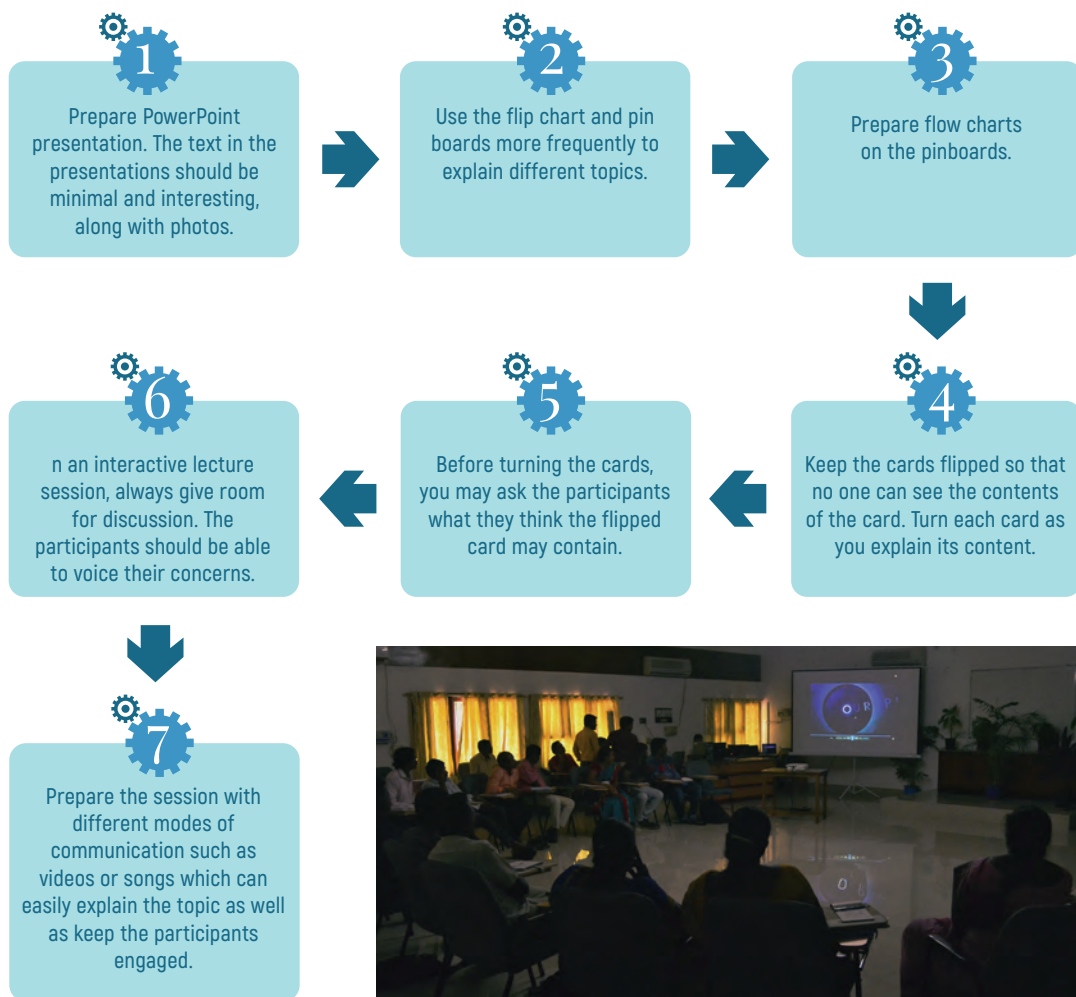 1
Prepare PowerPoint
presentation. The text in the
presentations should be
minimal and interesting,
along with photos.
2
Use the flip chart and pin
boards more frequently to
explain different topics.
3
Prepare flow charts
on the pinboards.
4
Keep the cards flipped so that
no one can see the contents
of the card. Turn each card as
you explain its content.
5
Before turning the cards,
you may ask the participants
what they think the flipped
card may contain.
6
n an interactive lecture
session, always give room
for discussion. The
participants should be able
to voice their concerns.
7
Prepare the session with
different modes of
communication such as
videos or songs which can
easily explain the topic as well
as keep the participants
engaged.